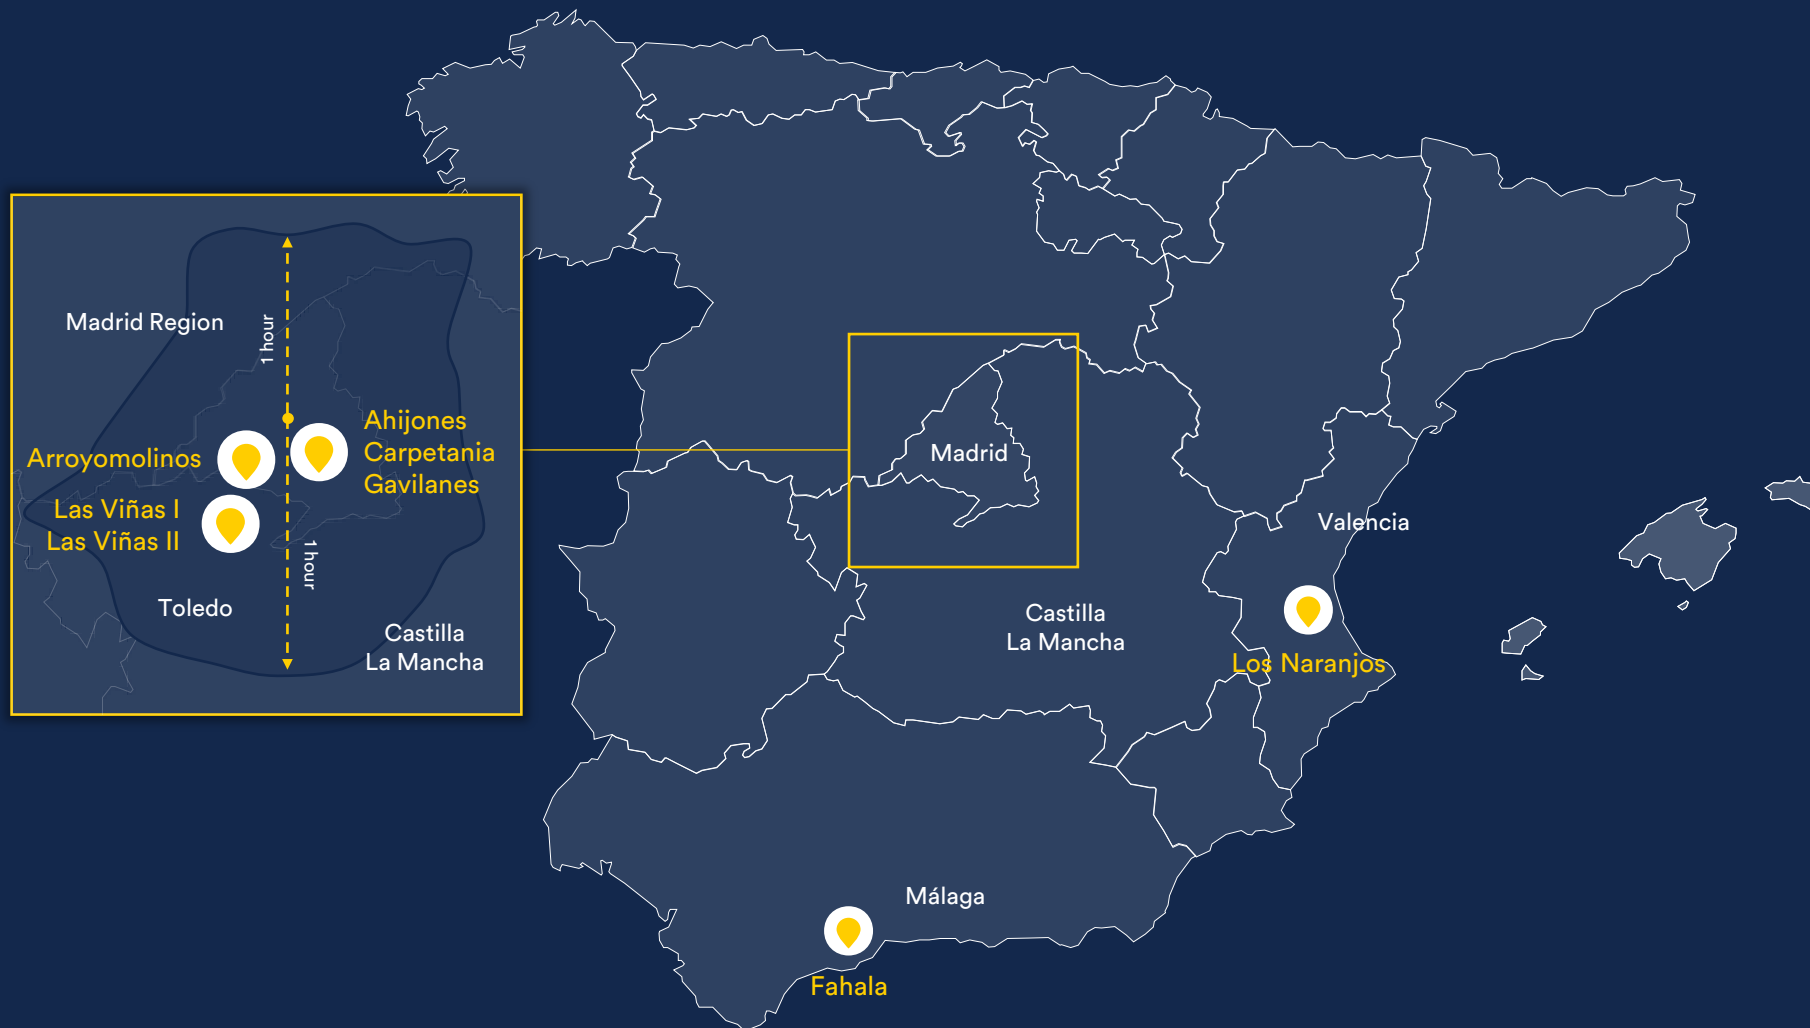 Madrid Region
1 hour
Arroyomolinos
Ahijones
Carpetania
Gavilanes
Las Viñas I
Las Viñas II
1 hour
Toledo
Castilla
La Mancha
Madrid
Valencia
Castilla
La Mancha
Los Naranjos
Málaga
Fahala